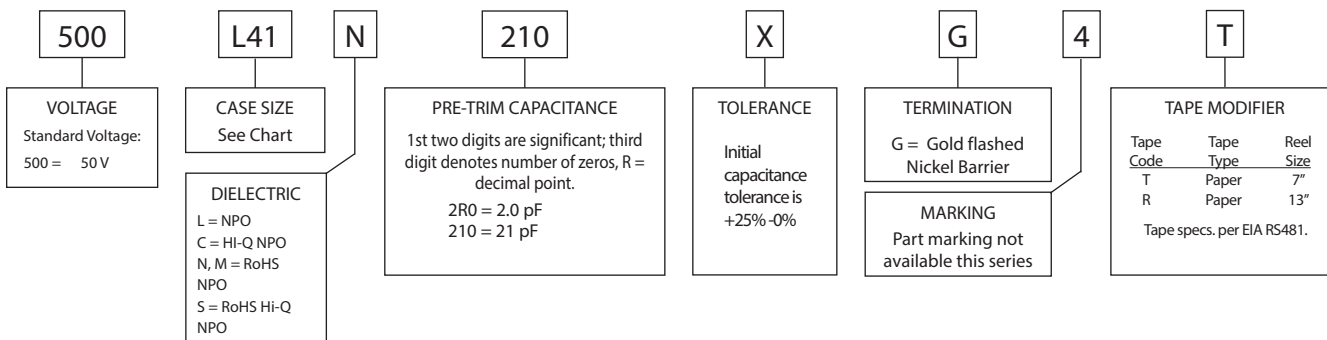 500
L41
N
210
X
G
4
T
VOLTAGE
Standard Voltage:
500 = 50 V
CASE SIZE
See Chart
DIELECTRIC
L = NPO
C = HI-Q NPO
N, M = RoHS
NPO
S = RoHS Hi-Q
NPO
PRE-TRIM CAPACITANCE
1st two digits are significant; third
digit denotes number of zeros, R =
decimal point.
2R0 = 2.0 pF
210 = 21 pF
TOLERANCE
Initial
capacitance
tolerance is
+25% -0%
TERMINATION
G = Gold flashed
Nickel Barrier
MARKING
Part marking not
available this series
TAPE MODIFIER
Tape Tape Reel
Code Type Size
T Paper 7″
R Paper 13″
Tape specs. per EIA RS481.